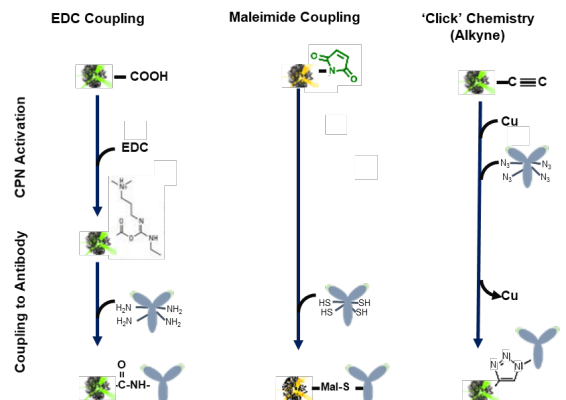 EDC Coupling
Maleimide Coupling
‘Click’ Chemistry
(Alkyne)
CPN Activation
COOH
EDC
H
N
N
O
O
NH
O
N
O
C
C
Cu
N3
N3
N3
N3
Coupling to Antibody
H2N
NH2
H2N
NH2
O
C-NH-
HS
SH
HS
SH
Mal-S
Cu
N
N
N